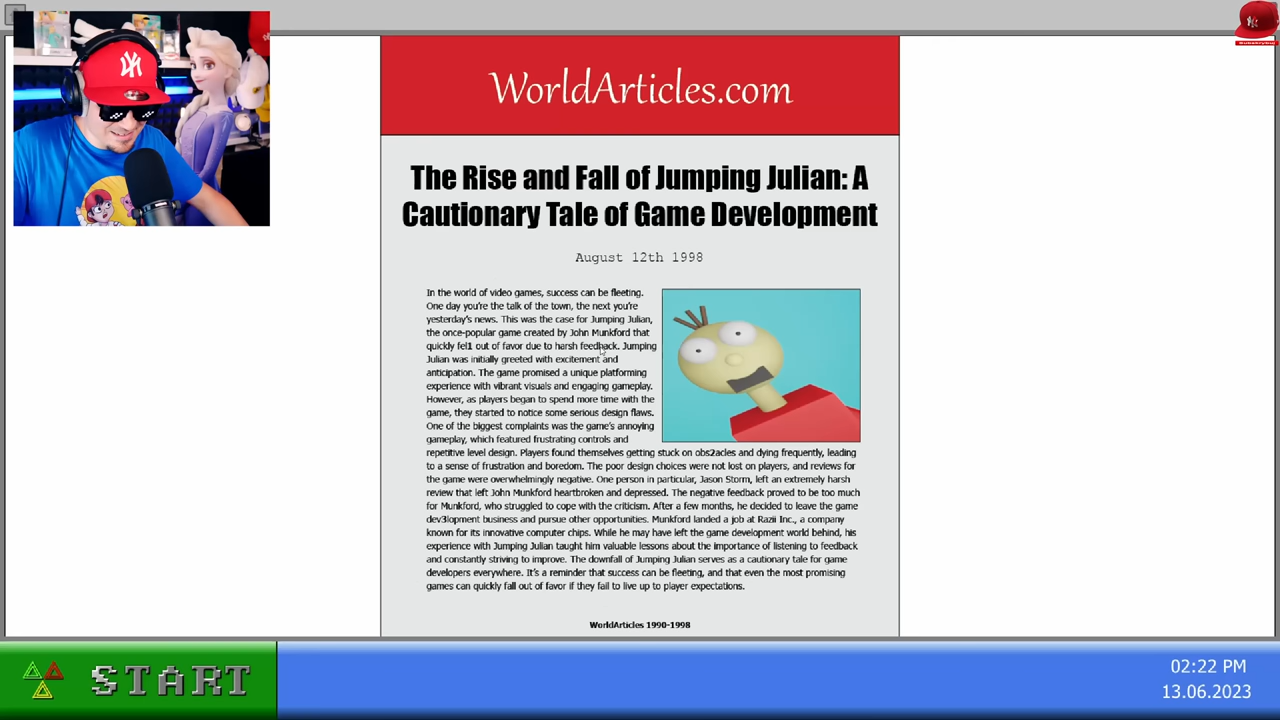 WorldArticles.com
The Rise and Fall of Jumping Julian: A
Cautionary Tale of Game Development
August 12th 1998
In the world of video games, success can be fleeting.
One day you're the talk of the town, the next you're
yesterday's news. This was the case for Jumping Julian,
the once-popular game created by John Munkford that
quickly fel1 out of favor due to harsh feedback. Jumping
Julian was initially greeted with excitement and
anticipation. The game promised a unique platforming
experience with vibrant visuals and engaging gameplay.
However, as players began to spend more time with the
game, they started to notice some serious design flaws.
One of the biggest complaints was the game's annoying
gameplay, which featured frustrating controls and
repetitive level design. Players found themselves getting stuck on obs2acles and dying frequently, leading
to a sense of frustration and boredom. The poor design choices were not lost on players, and reviews for
the game were overwhelmingly negative. One person in particular, Jason Storm, left an extremely harsh
review that left John Munkford heartbroken and depressed. The negative feedback proved to be too much
for Munkford, who struggled to cope with the criticism. After a few months, he decided to leave the game
dev3lopment business and pursue other opportunities. Munkford landed a job at Razii Inc., a company
known for its innovative computer chips. While he may have left the game development world behind, his
experience with Jumping Julian taught him valuable lessons about the importance of listening to feedback
and constantly striving to improve. The downfall of Jumping Julian serves as a cautionary tale for game
developers everywhere. It's a reminder that success can be fleeting, and that even the most promising
games can quickly fall out of favor if they fail to live up to player expectations.
WorldArticles 1990-1998
START
02:22 PM
13.06.2023